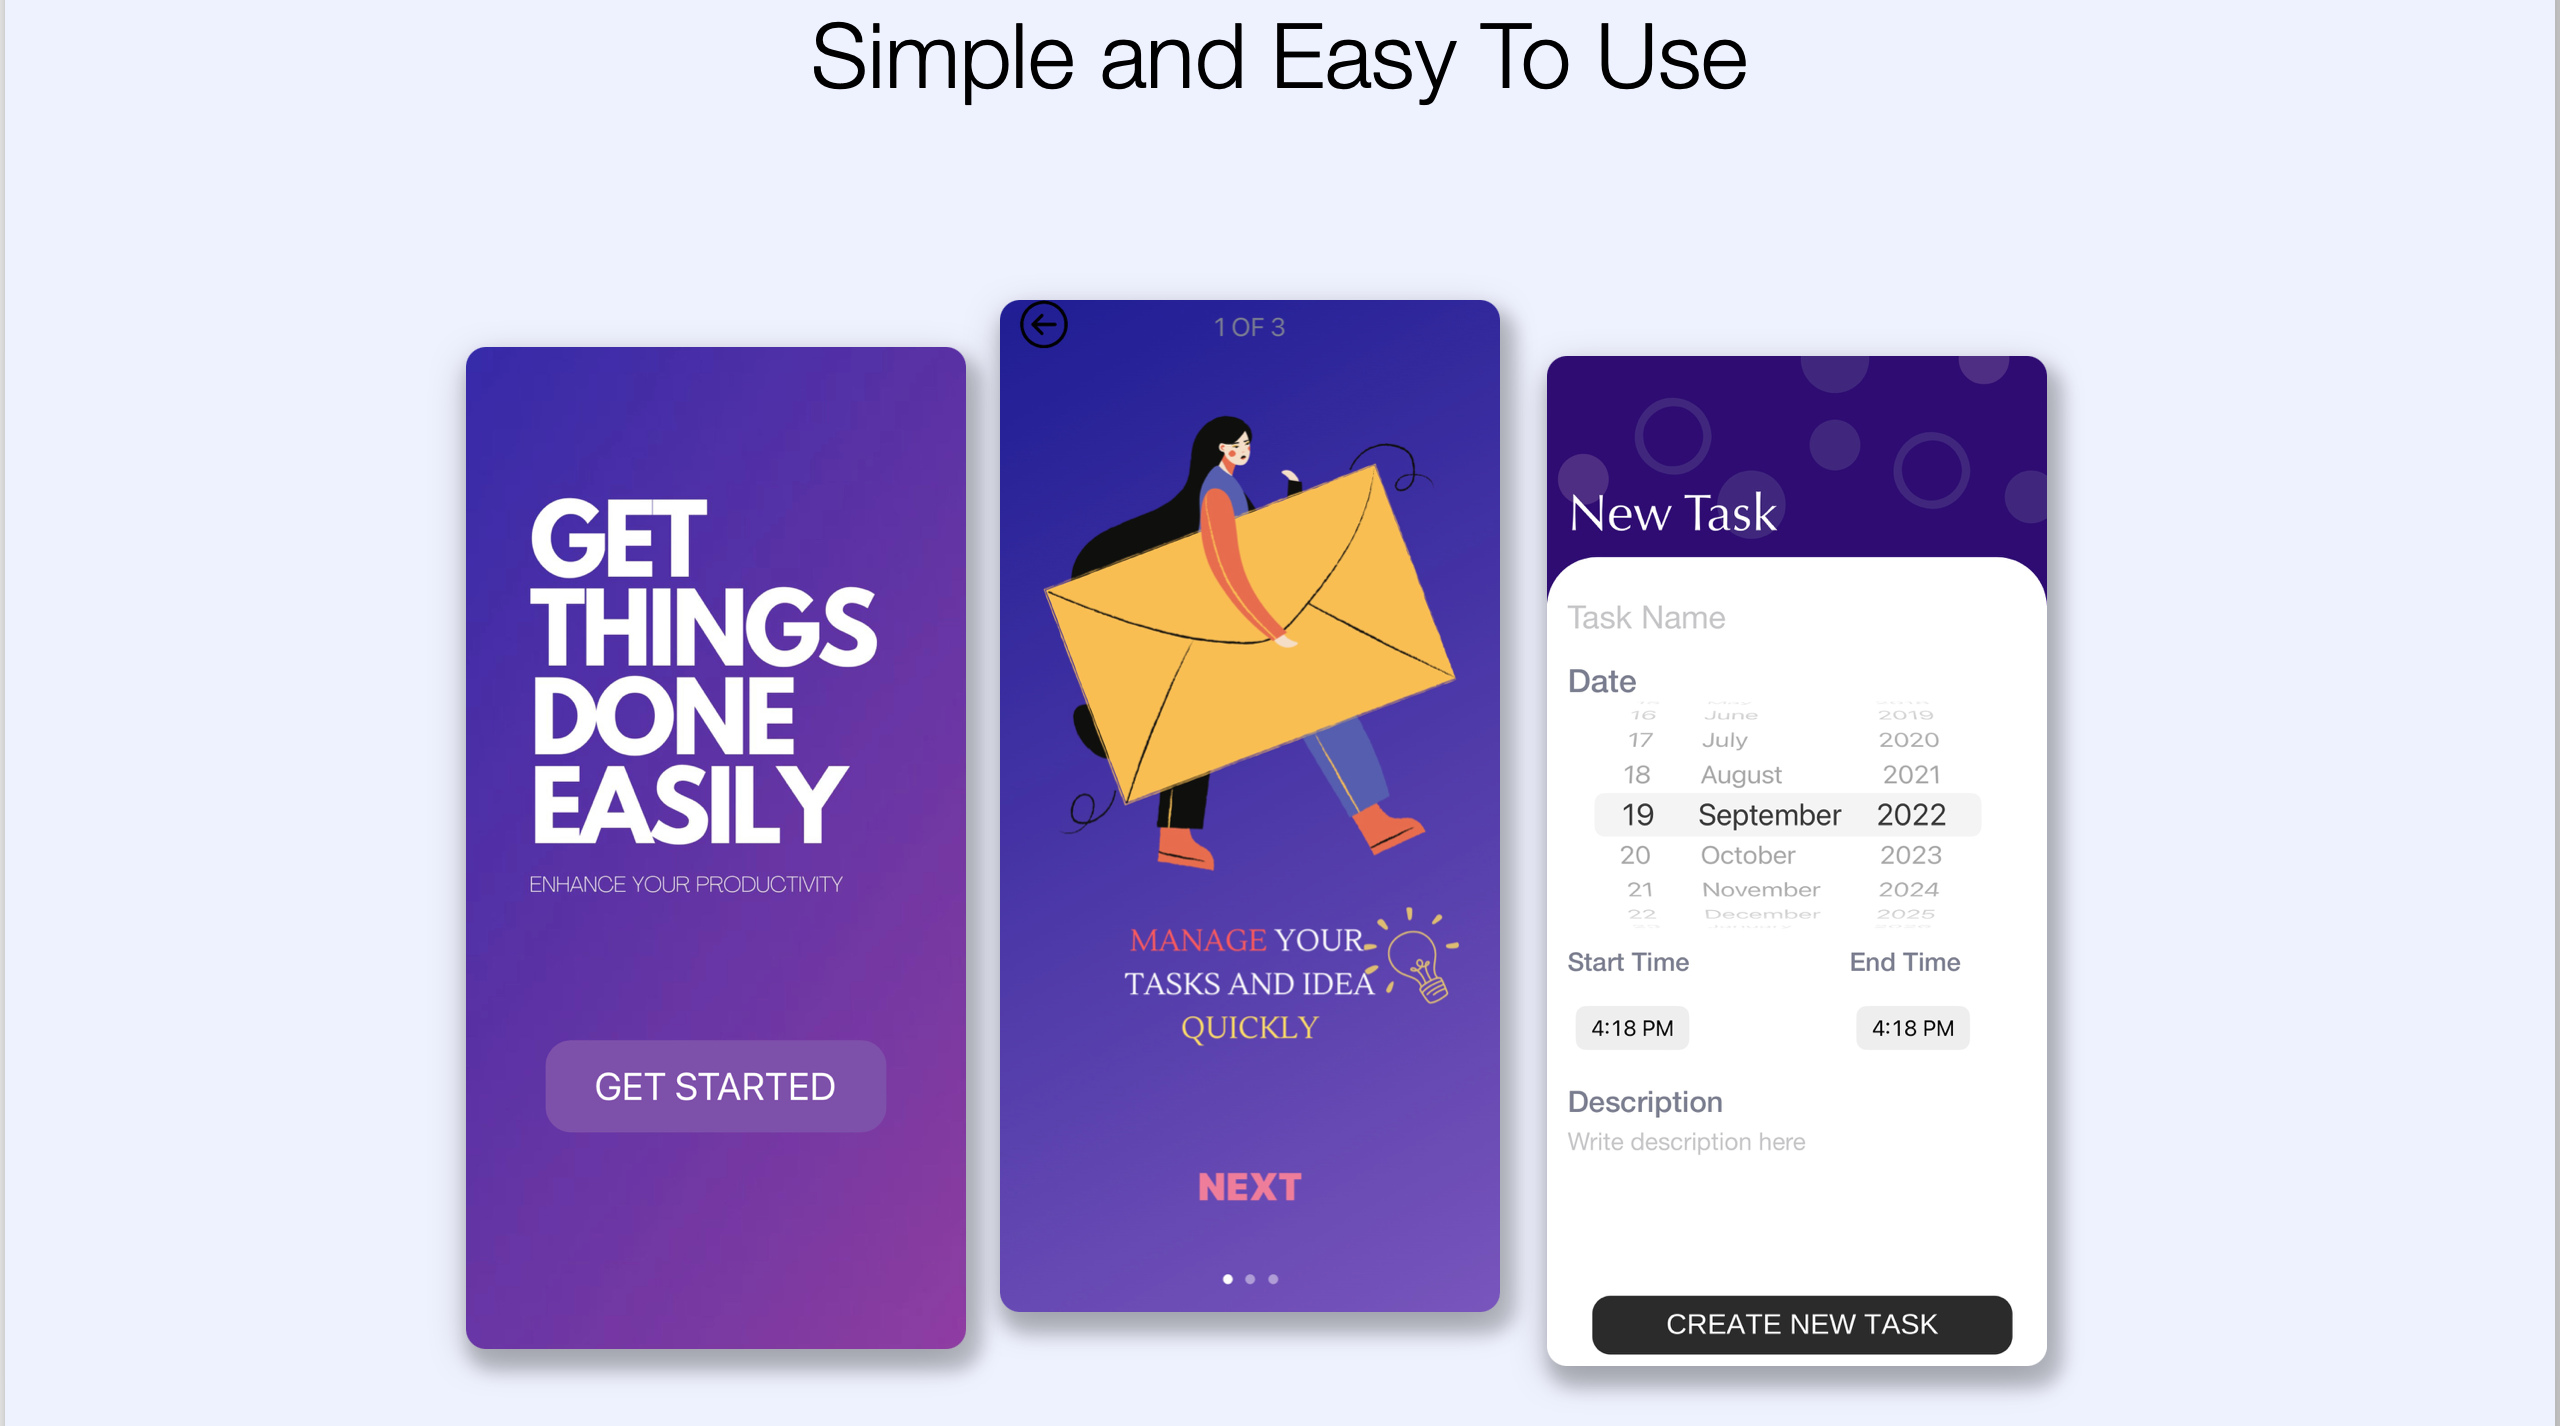 Simple and Easy To Use
GET
THINGS
DONE
EASILY
ENHANCE YOUR PRODUCTIVITY
GET STARTED
1 OF 3
MANAGE YOUR
TASKS AND IDEA
QUICKLY
NEXT
New Task
Task Name
Date
16 June 2019
17 July 2020
18 August 2021
19 September 2022
20 October 2023
21 November 2024
22 December 2025
Start Time End Time
4:18 PM 4:18 PM
Description
Write description here
CREATE NEW TASK